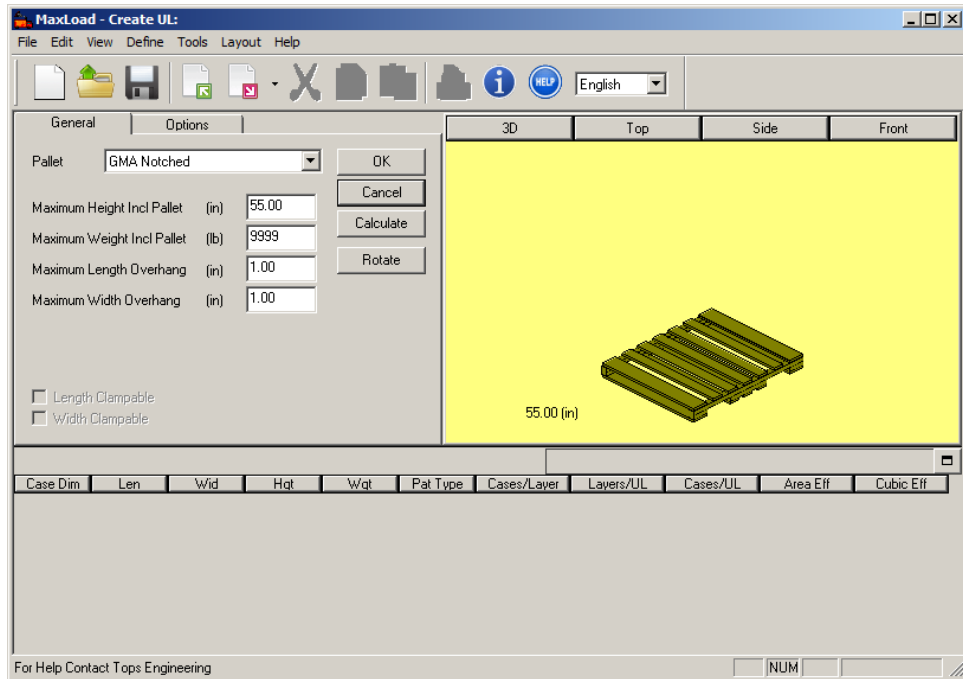 MaxLoad - Create UL:
File Edit View Define Tools Layout Help
HELP
English
General Options
3D Top Side Front
Pallet GMA Notched OK
Cancel
Maximum Height Incl Pallet (in) 55.00
Calculate
Maximum Weight Incl Pallet (lb) 9999
Maximum Length Overhang (in) 1.00
Rotate
Maximum Width Overhang (in) 1.00
Length Clampable
Width Clampable
55.00 (in)
Case Dim Len Wid Hgt Wgt Pat Type Cases/Layer Layers/UL Cases/UL Area Eff Cubic Eff
For Help Contact Tops Engineering NUM